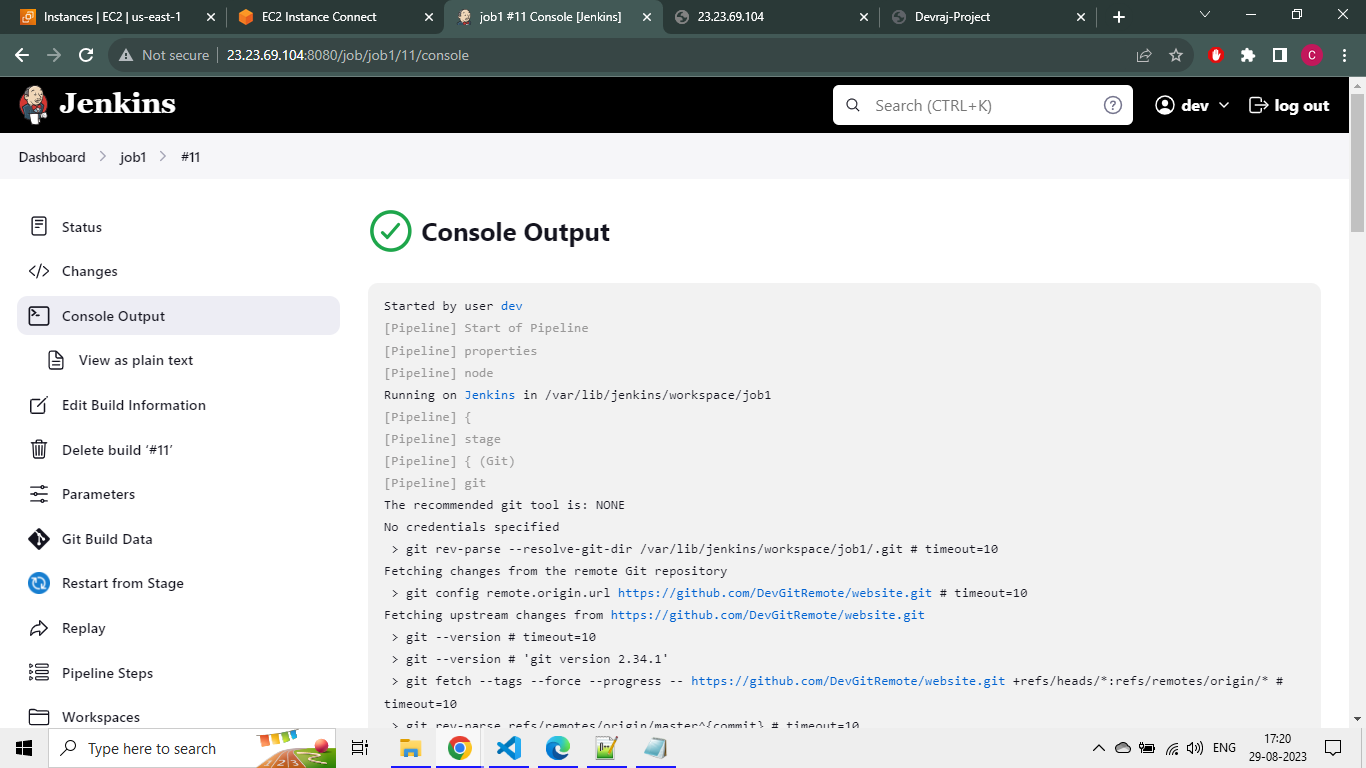 Instances | EC2 | us-east-1
EC2 Instance Connect
job1 #11 Console [Jenkins]
23.23.69.104
Devraj-Project
Not secure
23.23.69.104:8080/job/job1/11/console
C
Jenkins
Search (CTRL+K)
dev
log out
Dashboard
job1
#11
Status
Changes
Console Output
View as plain text
Edit Build Information
Delete build ‘#11’
Parameters
Git Build Data
Restart from Stage
Replay
Pipeline Steps
Workspaces
Console Output
Started by user dev
[Pipeline] Start of Pipeline
[Pipeline] properties
[Pipeline] node
Running on Jenkins in /var/lib/jenkins/workspace/job1
[Pipeline] {
[Pipeline] stage
[Pipeline] { (Git)
[Pipeline] git
The recommended git tool is: NONE
No credentials specified
> git rev-parse --resolve-git-dir /var/lib/jenkins/workspace/job1/.git # timeout=10
Fetching changes from the remote Git repository
> git config remote.origin.url https://github.com/DevGitRemote/website.git # timeout=10
Fetching upstream changes from https://github.com/DevGitRemote/website.git
> git --version # timeout=10
> git --version # 'git version 2.34.1'
> git fetch --tags --force --progress -- https://github.com/DevGitRemote/website.git +refs/heads/*:refs/remotes/origin/* #
timeout=10
> git rev-parse refs/remotes/origin/master^{commit} # timeout=10
Type here to search
ENG
17:20
29-08-2023